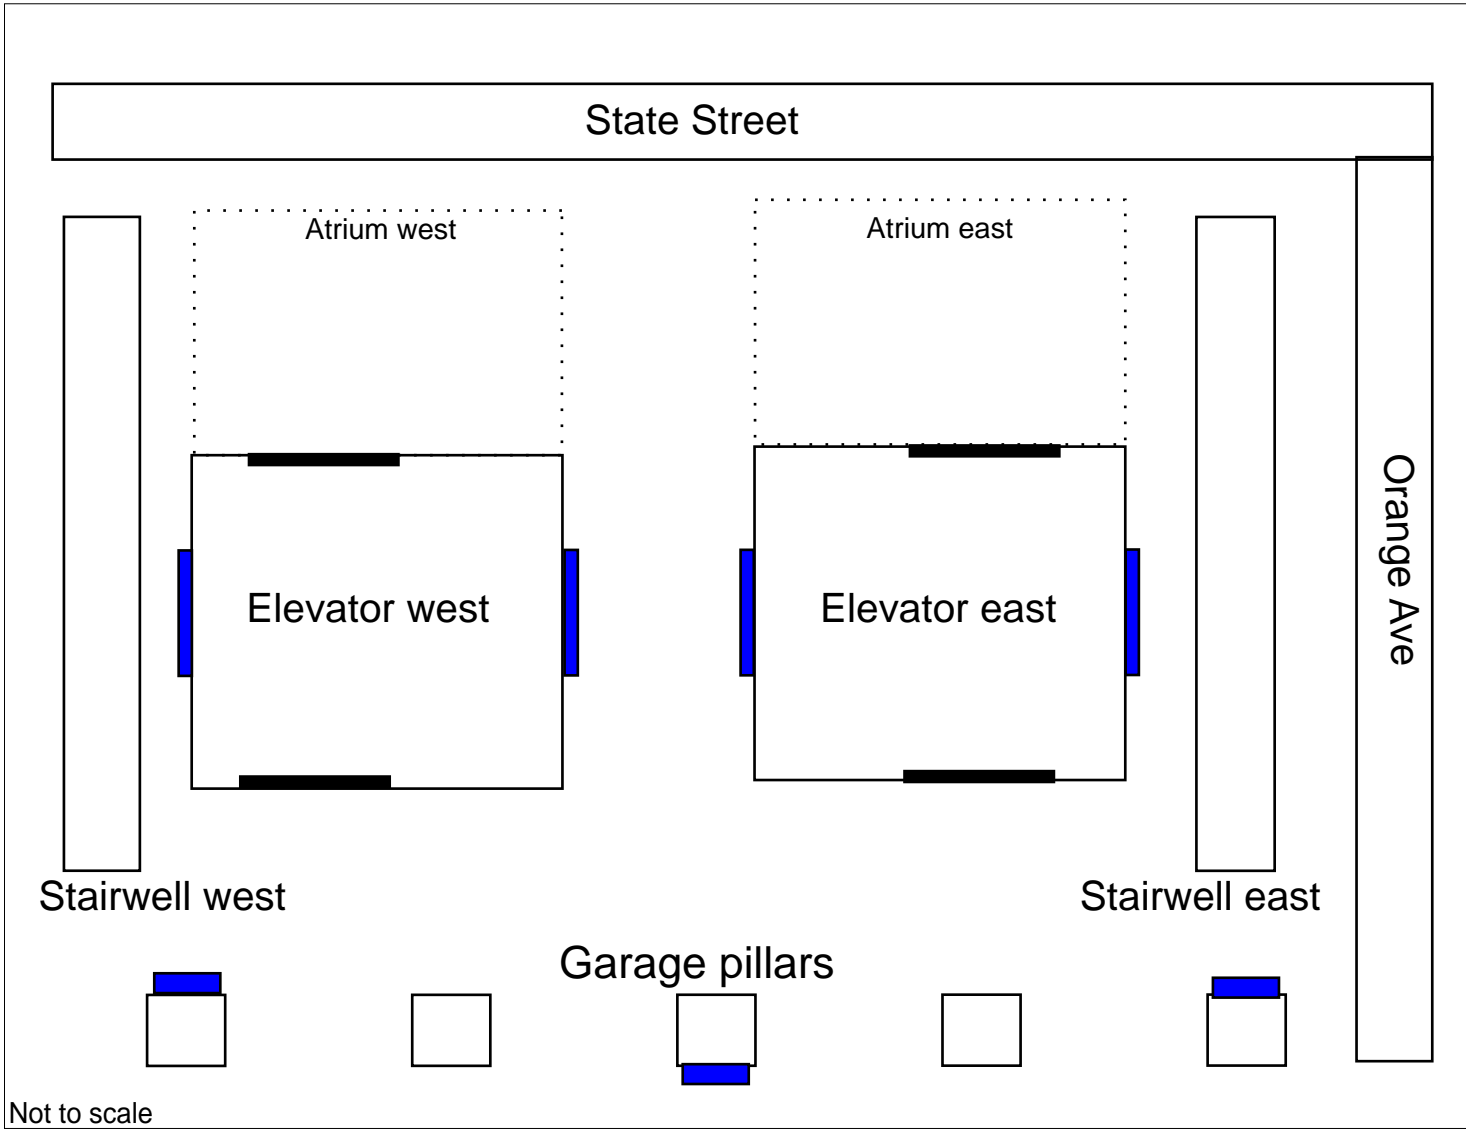 State Street
Atrium west
Atrium east
Orange Ave
Elevator west
Elevator east
Stairwell west
Stairwell east
Garage pillars
Not to scale